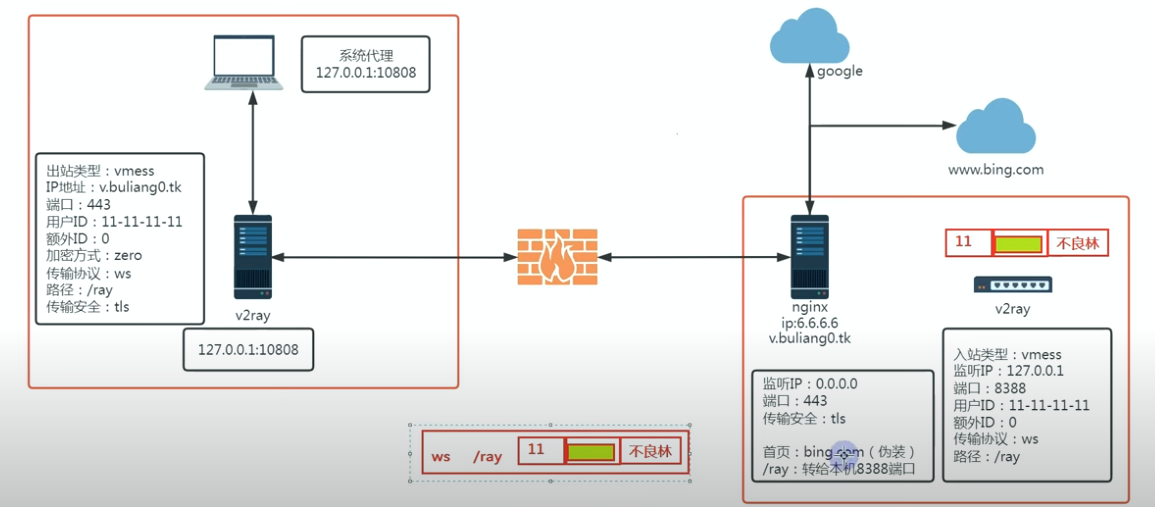 系统代理
127.0.0.1:10808
google
www.bing.com
出站类型：vmess
IP地址：v.buliang0.tk
端口：443
用户ID：11-11-11-11
额外ID：0
加密方式：zero
传输协议：ws
路径：/ray
传输安全：tls
v2ray
127.0.0.1:10808
nginx
ip:6.6.6.6
v.buliang0.tk
11 不良林
v2ray
监听IP：0.0.0.0
端口：443
传输安全：tls
首页：bing.com（伪装）
/ray：转给本机8388端口
入站类型：vmess
监听IP：127.0.0.1
端口：8388
用户ID：11-11-11-11
额外ID：0
传输协议：ws
路径：/ray
ws /ray 11 不良林